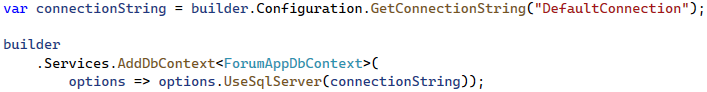 var connectionString = builder.Configuration.GetConnectionString("DefaultConnection");
builder
.Services.AddDbContext<ForumAppDbContext>(
options => options.UseSqlServer(connectionString));